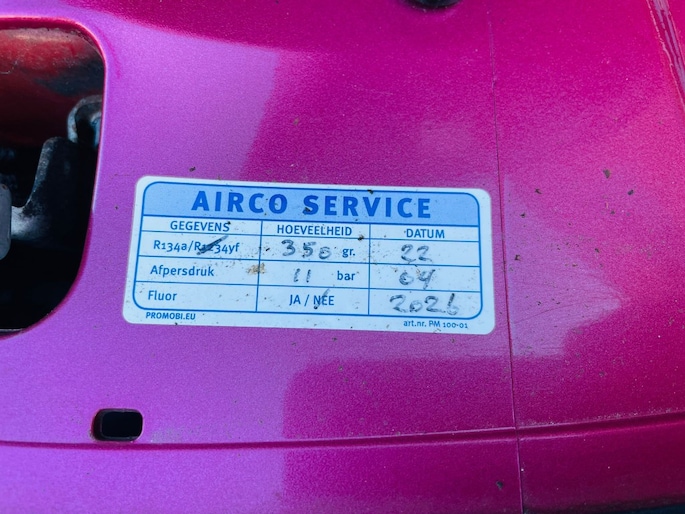 AIRCO SERVICE
GEGEVENS HOEVEELHEID DATUM
R134a/R1234yf 350 gr. 22
Afpersdruk 11 bar 04
Fluor JA / NEE 2026
PROMOBI.EU art.nr. PM 100-01